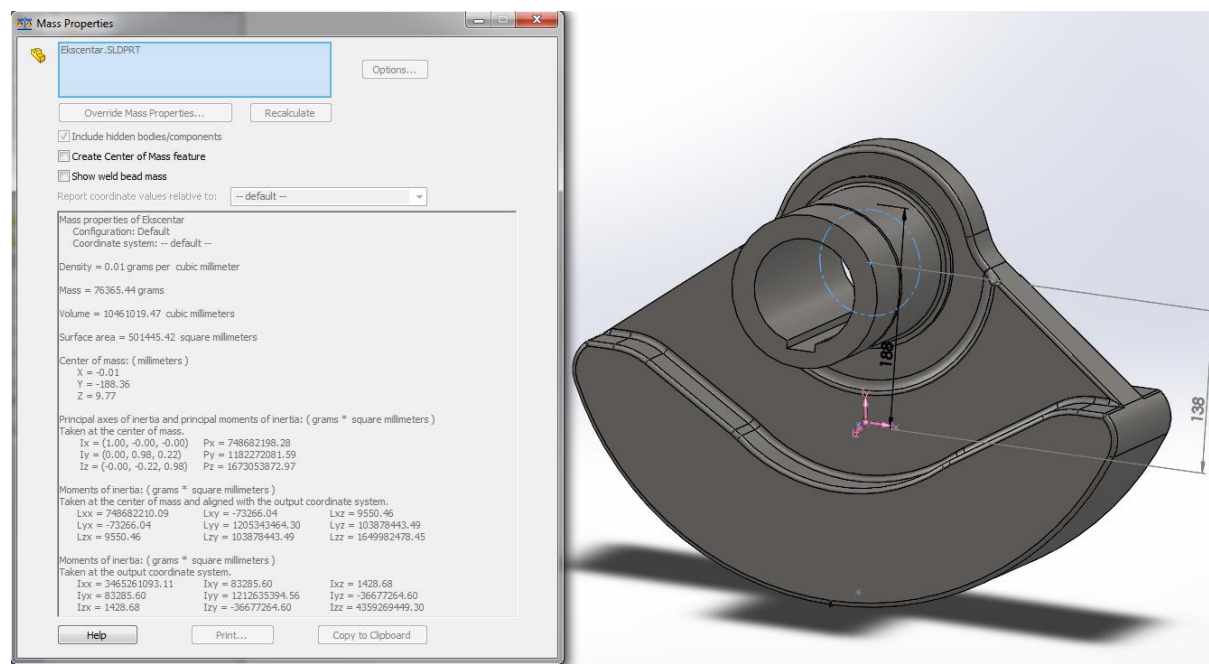 Mass Properties
Ekscentar.SLDPRT
Options...
Override Mass Properties...
Recalculate
Include hidden bodies/components
Create Center of Mass feature
Show weld bead mass
Report coordinate values relative to:
-- default --
Mass properties of Ekscentar
Configuration: Default
Coordinate system: -- default --
Density = 0.01 grams per cubic millimeter
Mass = 76365.44 grams
Volume = 10461019.47 cubic millimeters
Surface area = 501445.42 square millimeters
Center of mass: ( millimeters )
X = -0.01
Y = -188.36
Z = 9.77
Principal axes of inertia and principal moments of inertia: ( grams * square millimeters )
Taken at the center of mass.
Ix = (1.00, -0.00, -0.00) Px = 748682198.28
Iy = (0.00, 0.98, 0.22) Py = 1182272081.59
Iz = (-0.00, -0.22, 0.98) Pz = 1673053872.97
Moments of inertia: ( grams * square millimeters )
Taken at the center of mass and aligned with the output coordinate system.
Lxx = 748682210.09 Lxy = -73266.04 Lxz = 9550.46
Lyx = -73266.04 Lyy = 1205343464.30 Lyz = 103878443.49
Lzx = 9550.46 Lzy = 103878443.49 Lzz = 1649982478.45
Moments of inertia: ( grams * square millimeters )
Taken at the output coordinate system.
Ixx = 3465261093.11 Ixy = 83285.60 Ixz = 1428.68
Iyx = 83285.60 Iyy = 1212635394.56 Iyz = -36677264.60
Izx = 1428.68 Izy = -36677264.60 Izz = 4359269449.30
Help
Print...
Copy to Clipboard
188
138